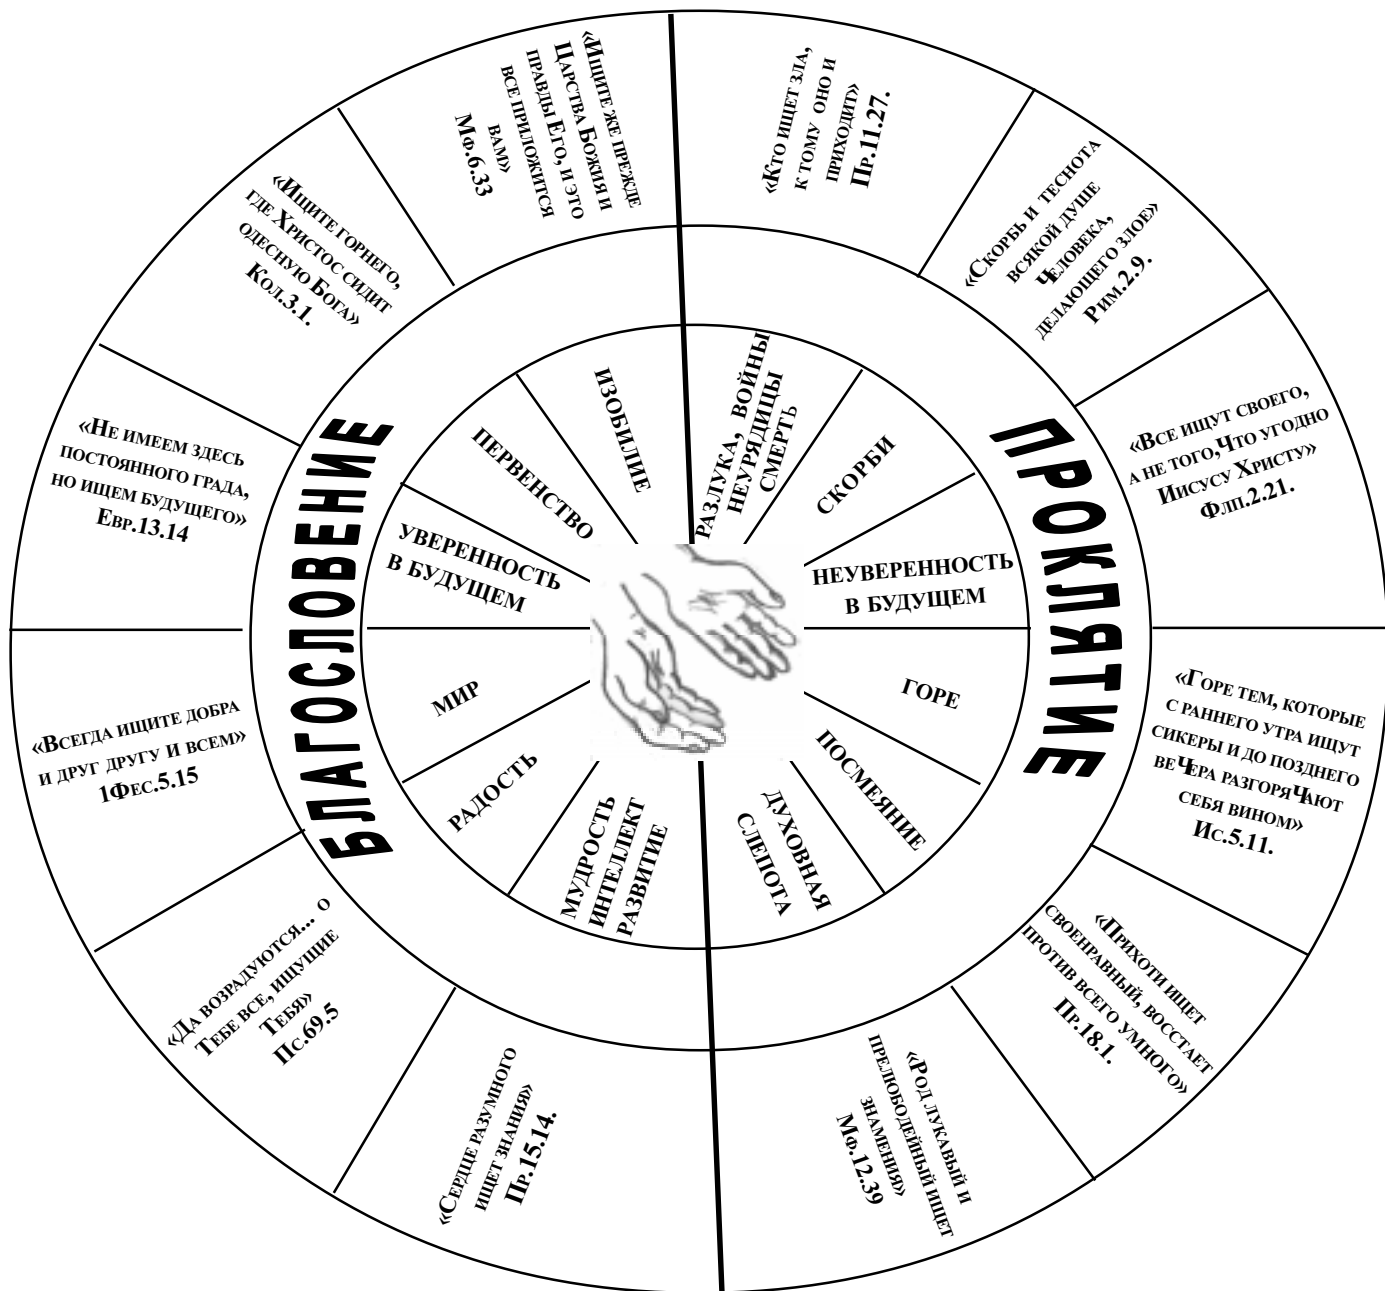 «Ищите же прежде
Царства Божия и
правды Его, и это
все приложится
вам»
Мф.6.33
«Кто ищет зла,
к тому оно и
приходит»
Пр.11.27.
«Скорбь и теснота
всякой душе
Человека,
делающего злое»
Рим.2.9.
«Все ищут своего,
а не того,Что угодно
Иисусу Христу»
Флп.2.21.
«Горе тем, которые
с раннего утра ищут
сикеры и до позднего
веЧера разгоряЧают
себя вином»
Ис.5.11.
«Прихоти ищет
своенравный, восстает
против всего умного»
Пр.18.1.
«Род лукавый и
прелюбодейный ищет
знамения»
Мф.12.39
«Сердце разумного
ищет знания»
Пр.15.14.
«Да возрадуются... о
Тебе все, ищущие
Тебя»
Пс.69.5
«Всегда ищите добра
и друг другу и всем»
1Фес.5.15
«Не имеем здесь
постоянного града,
но ищем будущего»
Евр.13.14
«Ищите горнего,
где Христос сидит
одесную Бога»
Кол.3.1.
БЛАГОСЛОВЕНИЕ
ПРОКЛЯТИЕ
ИЗОБИЛИЕ
ПЕРВЕНСТВО
УВЕРЕННОСТЬ
В БУДУЩЕМ
МИР
РАДОСТЬ
МУДРОСТЬ
ИНТЕЛЛЕКТ
РАЗВИТИЕ
РАЗЛУКА, ВОЙНЫ
НЕУРЯДИЦЫ
СМЕРТЬ
СКОРБИ
НЕУВЕРЕННОСТЬ
В БУДУЩЕМ
ГОРЕ
ПОСМЕЯНИЕ
ДУХОВНАЯ
СЛЕПОТА